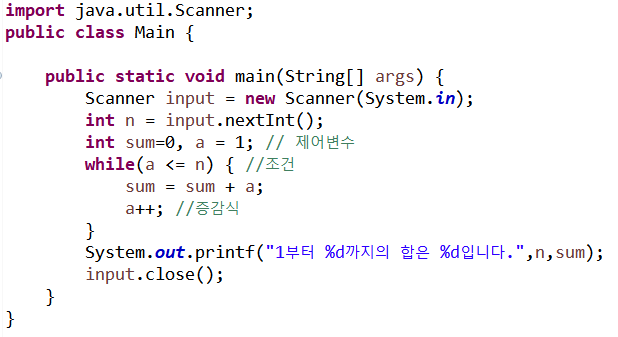 import java.util.Scanner;
public class Main {
public static void main(String[] args) {
Scanner input = new Scanner(System.in);
int n = input.nextInt();
int sum=0, a = 1; // 제어변수
while(a <= n) { //조건
sum = sum + a;
a++; //증감식
}
System.out.printf("1부터 %d까지의 합은 %d입니다.",n,sum);
input.close();
}
}